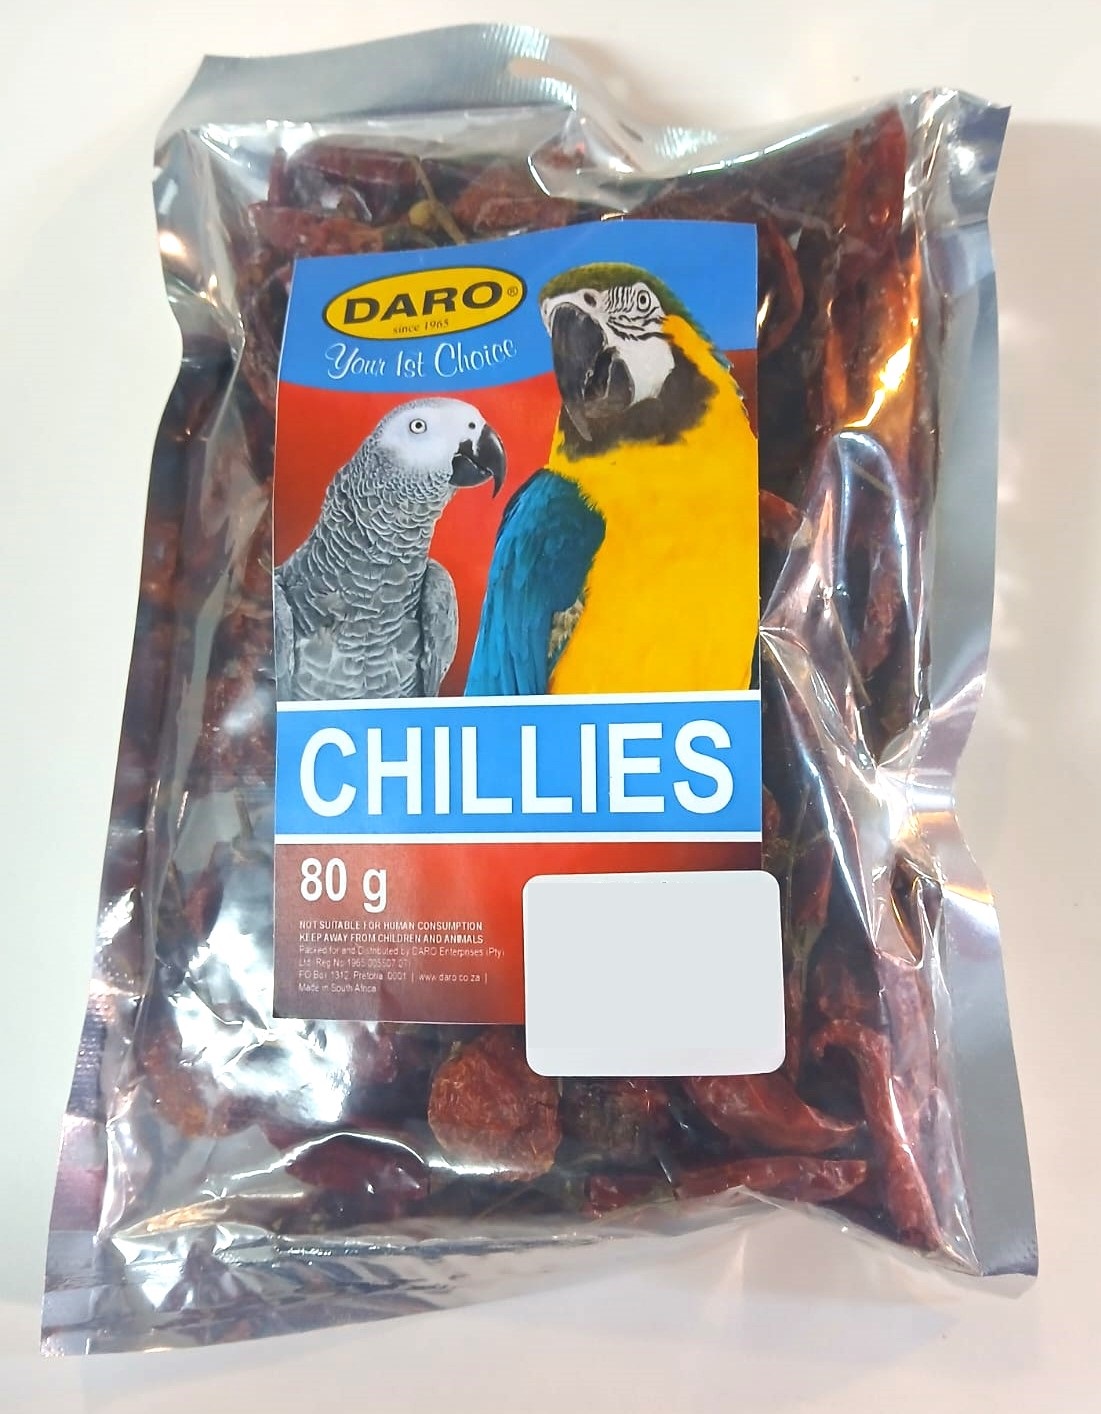 DARO®
since 1965
Your 1st Choice
CHILLIES
80 g
NOT SUITABLE FOR HUMAN CONSUMPTION
KEEP AWAY FROM CHILDREN AND ANIMALS
Packed for and Distributed by DARO Enterprises (Pty)
Ltd (Reg No 1965
PO Box 1312, Pretoria, 0001 | www.daro.co.za |
Made in South Africa